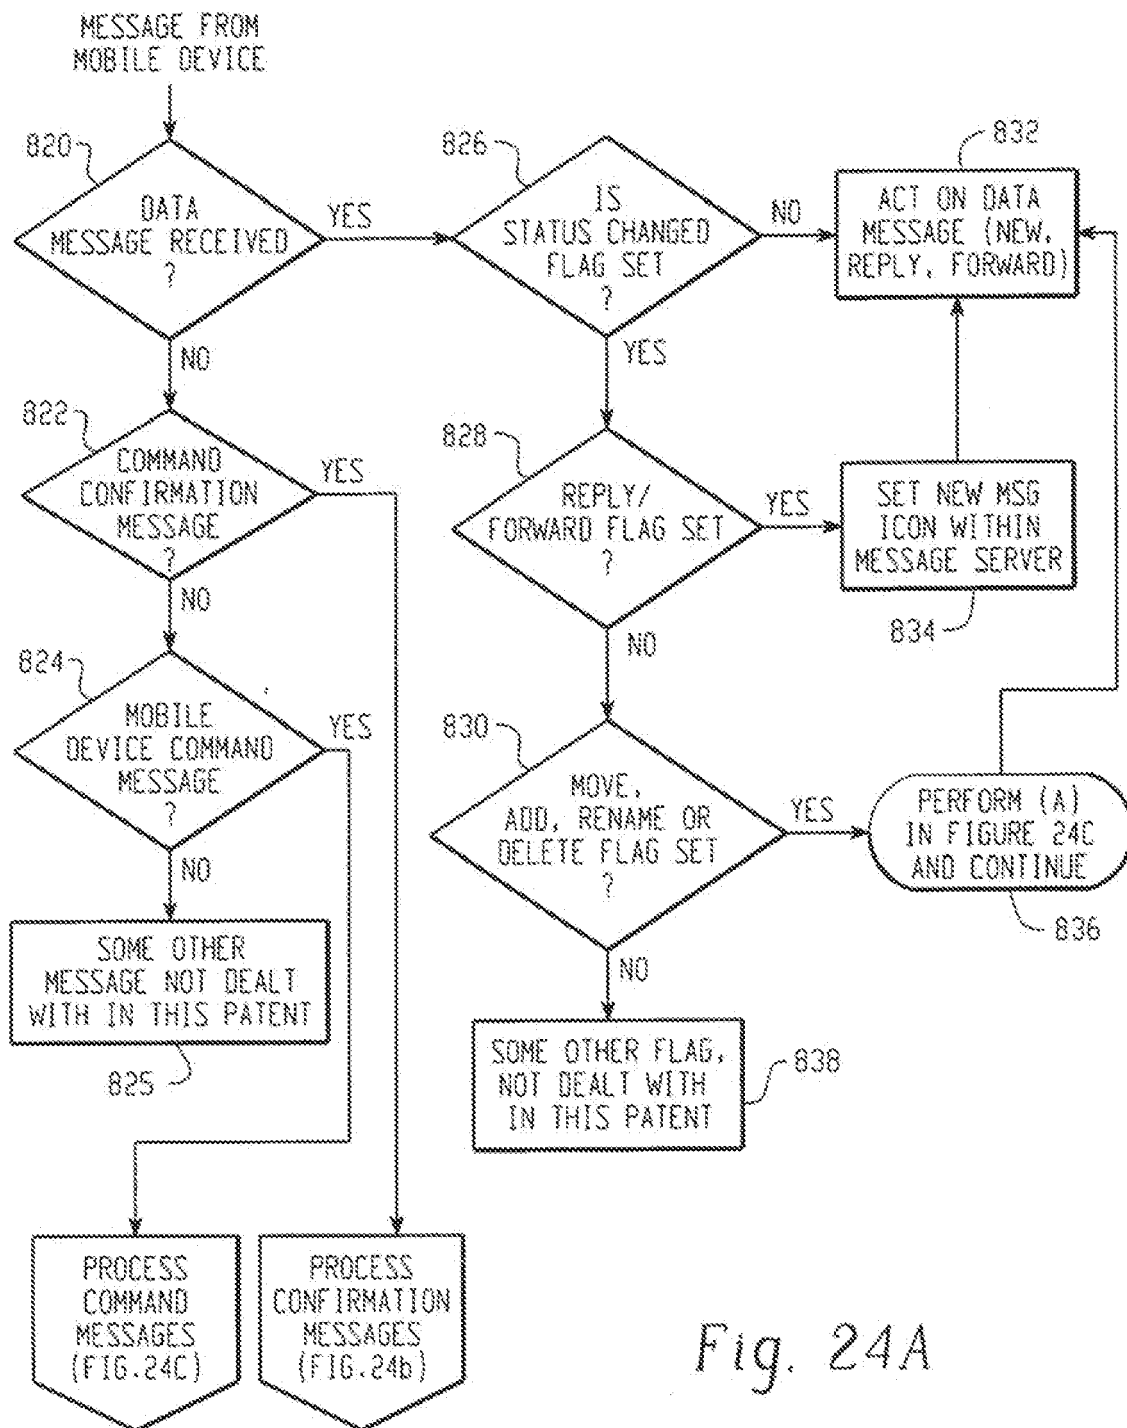 MESSAGE FROM
MOBILE DEVICE
820
DATA
MESSAGE RECEIVED
?
YES
NO
826
IS
STATUS CHANGED
FLAG SET
?
NO
YES
832
ACT ON DATA
MESSAGE (NEW,
REPLY, FORWARD)
822
COMMAND
CONFIRMATION
MESSAGE
?
YES
NO
828
REPLY/
FORWARD FLAG SET
?
YES
NO
SET NEW MSG
ICON WITHIN
MESSAGE SERVER
834
824
MOBILE
DEVICE COMMAND
MESSAGE
?
YES
NO
830
MOVE,
ADD, RENAME OR
DELETE FLAG SET
?
YES
NO
PERFORM (A)
IN FIGURE 24C
AND CONTINUE
836
SOME OTHER
MESSAGE NOT DEALT
WITH IN THIS PATENT
825
SOME OTHER FLAG,
NOT DEALT WITH
IN THIS PATENT
838
PROCESS
COMMAND
MESSAGES
(FIG.24C)
PROCESS
CONFIRMATION
MESSAGES
(FIG.24b)
Fig. 24A